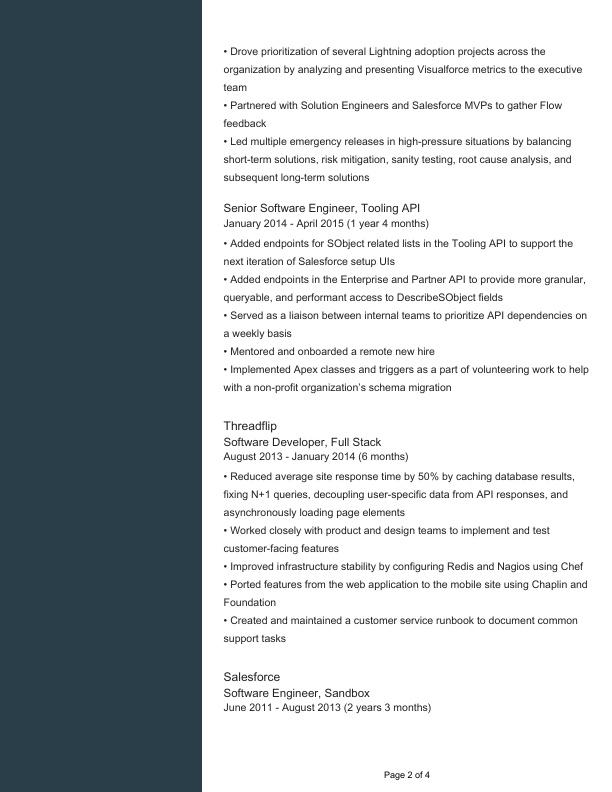 • Drove prioritization of several Lightning adoption projects across the
organization by analyzing and presenting Visualforce metrics to the executive
team
• Partnered with Solution Engineers and Salesforce MVPs to gather Flow
feedback
• Led multiple emergency releases in high-pressure situations by balancing
short-term solutions, risk mitigation, sanity testing, root cause analysis, and
subsequent long-term solutions
Senior Software Engineer, Tooling API
January 2014 - April 2015 (1 year 4 months)
• Added endpoints for SObject related lists in the Tooling API to support the
next iteration of Salesforce setup UIs
• Added endpoints in the Enterprise and Partner API to provide more granular,
queryable, and performant access to DescribeSObject fields
• Served as a liaison between internal teams to prioritize API dependencies on
a weekly basis
• Mentored and onboarded a remote new hire
• Implemented Apex classes and triggers as a part of volunteering work to help
with a non-profit organization's schema migration
Threadflip
Software Developer, Full Stack
August 2013 - January 2014 (6 months)
• Reduced average site response time by 50% by caching database results,
fixing N+1 queries, decoupling user-specific data from API responses, and
asynchronously loading page elements
• Worked closely with product and design teams to implement and test
customer-facing features
• Improved infrastructure stability by configuring Redis and Nagios using Chef
• Ported features from the web application to the mobile site using Chaplin and
Foundation
• Created and maintained a customer service runbook to document common
support tasks
Salesforce
Software Engineer, Sandbox
June 2011 - August 2013 (2 years 3 months)
Page 2 of 4